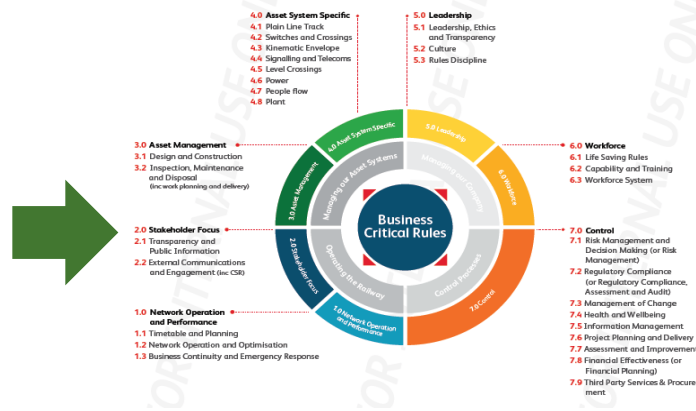 4.0 Asset System Specific
4.1 Plain Line Track
4.2 Switches and Crossings
4.3 Kinematic Envelope
4.4 Signalling and Telecoms
4.5 Level Crossings
4.6 Power
4.7 People flow
4.8 Plant
5.0 Leadership
5.1 Leadership, Ethics
and Transparency
5.2 Culture
5.3 Rules Discipline
3.0 Asset Management
3.1 Design and Construction
3.2 Inspection, Maintenance
and Disposal
(inc work planning and delivery)
2.0 Stakeholder Focus
2.1 Transparency and
Public Information
2.2 External Communications
and Engagement (inc CSR)
1.0 Network Operation
and Performance
1.1 Timetable and Planning
1.2 Network Operation and Optimisation
1.3 Business Continuity and Emergency Response
4.0 Asset System Specific
5.0 Leadership
3.0 Asset Management
6.0 Workforce
2.0 Stakeholder Focus
1.0 Network Operation
and Performance
7.0 Control
Managing our Asset Systems
Managing our Company
Operating the Railway
Control Processes
Business
Critical Rules
6.0 Workforce
6.1 Life Saving Rules
6.2 Capability and Training
6.3 Workforce System
7.0 Control
7.1 Risk Management and
Decision Making (or Risk
Management)
7.2 Regulatory Compliance
(or Regulatory Compliance,
Assessment and Audit)
7.3 Management of Change
7.4 Health and Wellbeing
7.5 Information Management
7.6 Project Planning and Delivery
7.7 Assessment and Improvement
7.8 Financial Effectiveness (or
Financial Planning)
7.9 Third Party Services & Procure
ment